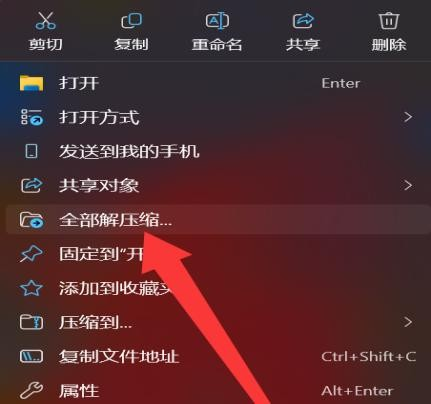 剪切 复制 重命名 共享 删除
打开 Enter
打开方式
发送到我的手机
共享对象
全部解压缩...
固定到"开
添加到收藏
压缩到...
复制文件地址 Ctrl+Shift+C
属性 Alt+Enter